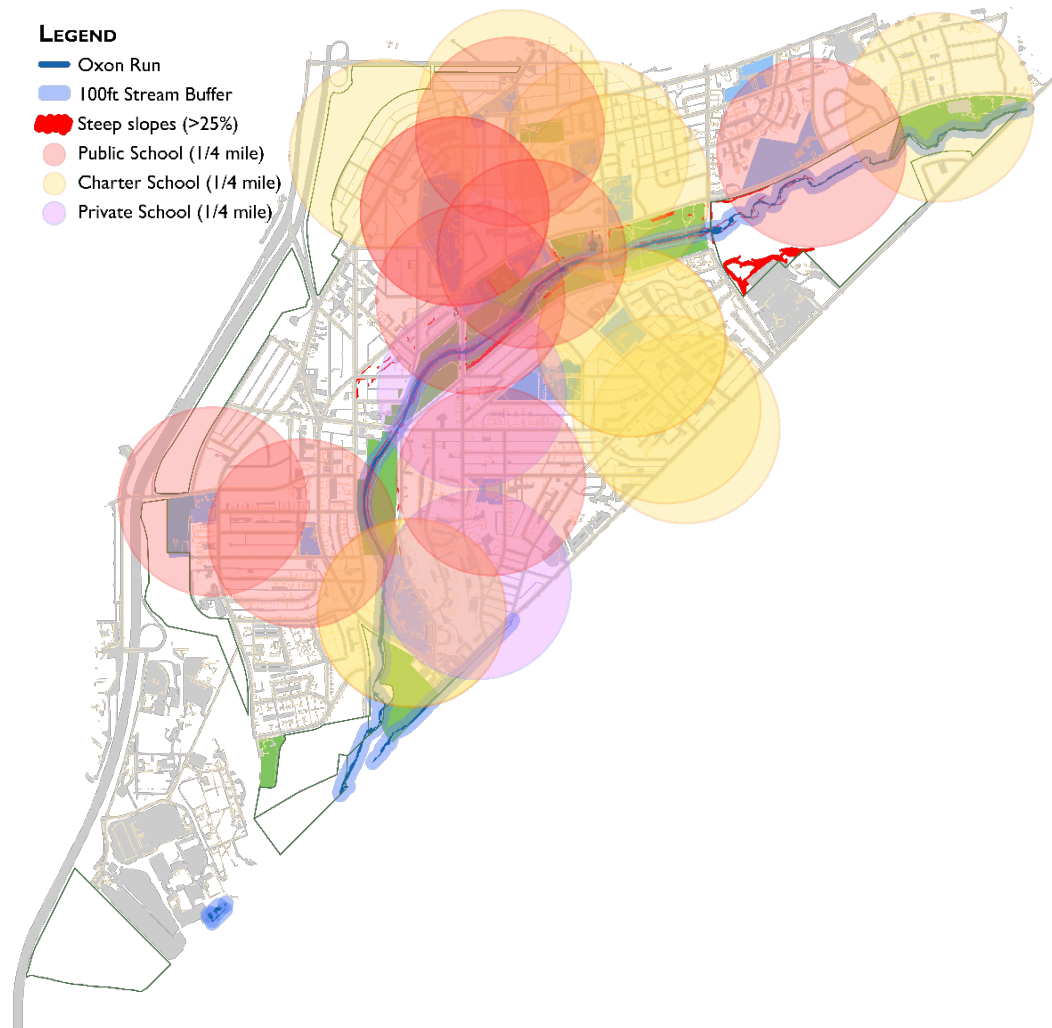 LEGEND
Oxon Run
100ft Stream Buffer
Steep slopes (>25%)
Public School (1/4 mile)
Charter School (1/4 mile)
Private School (1/4 mile)